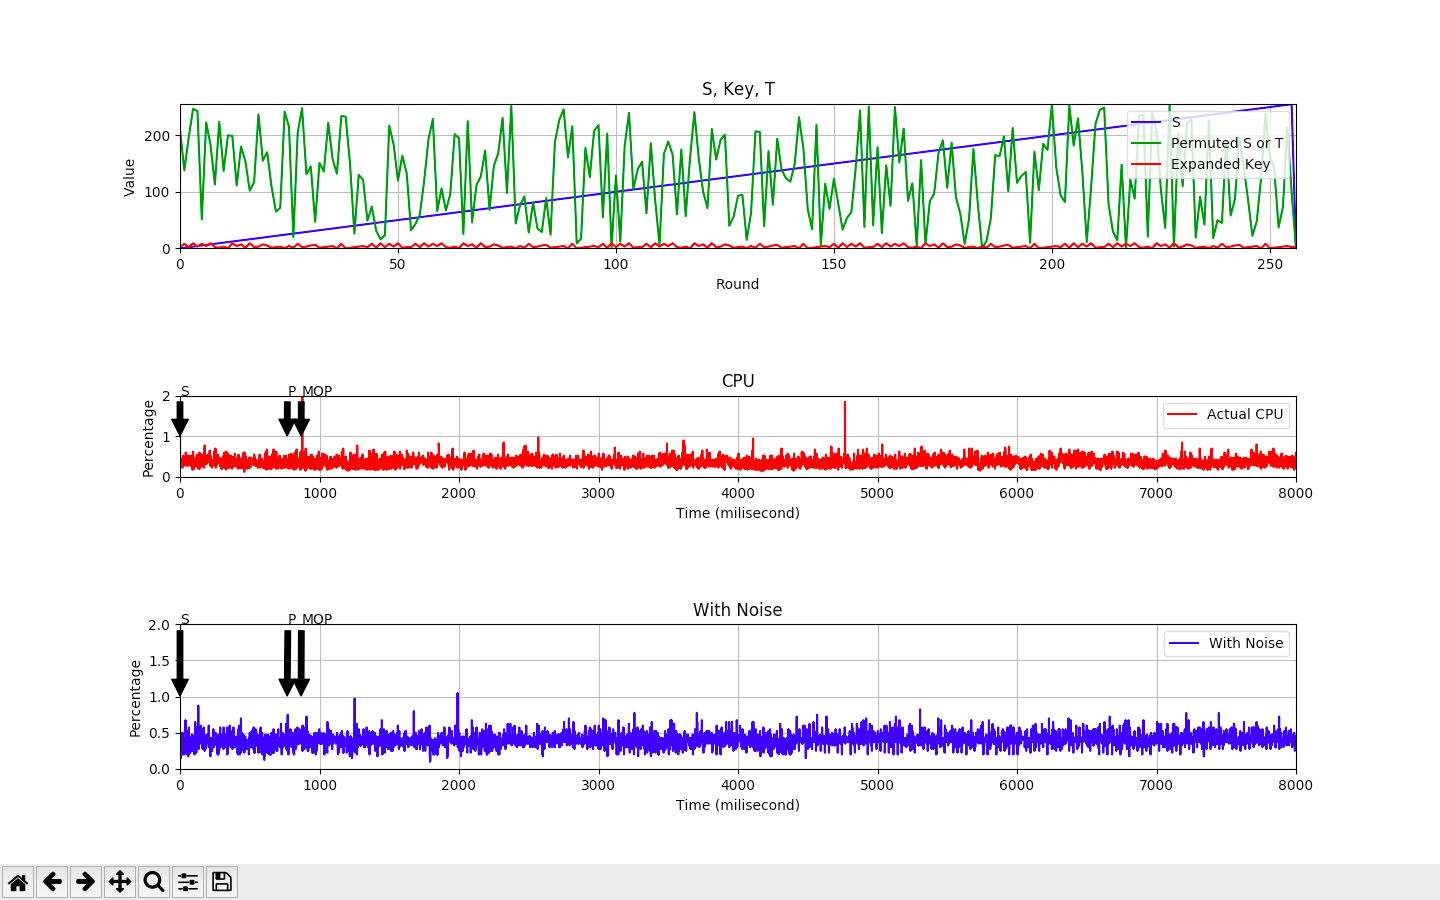 S, Key, T
Value
200
100
0
S
Permuted S or T
Expanded Key
0 50 100 150 200 250
Round
CPU
S P MOP
Percentage
2
1
0
Actual CPU
0 1000 2000 3000 4000 5000 6000 7000 8000
Time (milisecond)
With Noise
S P MOP
Percentage
2.0
1.5
1.0
0.5
0.0
With Noise
0 1000 2000 3000 4000 5000 6000 7000 8000
Time (milisecond)